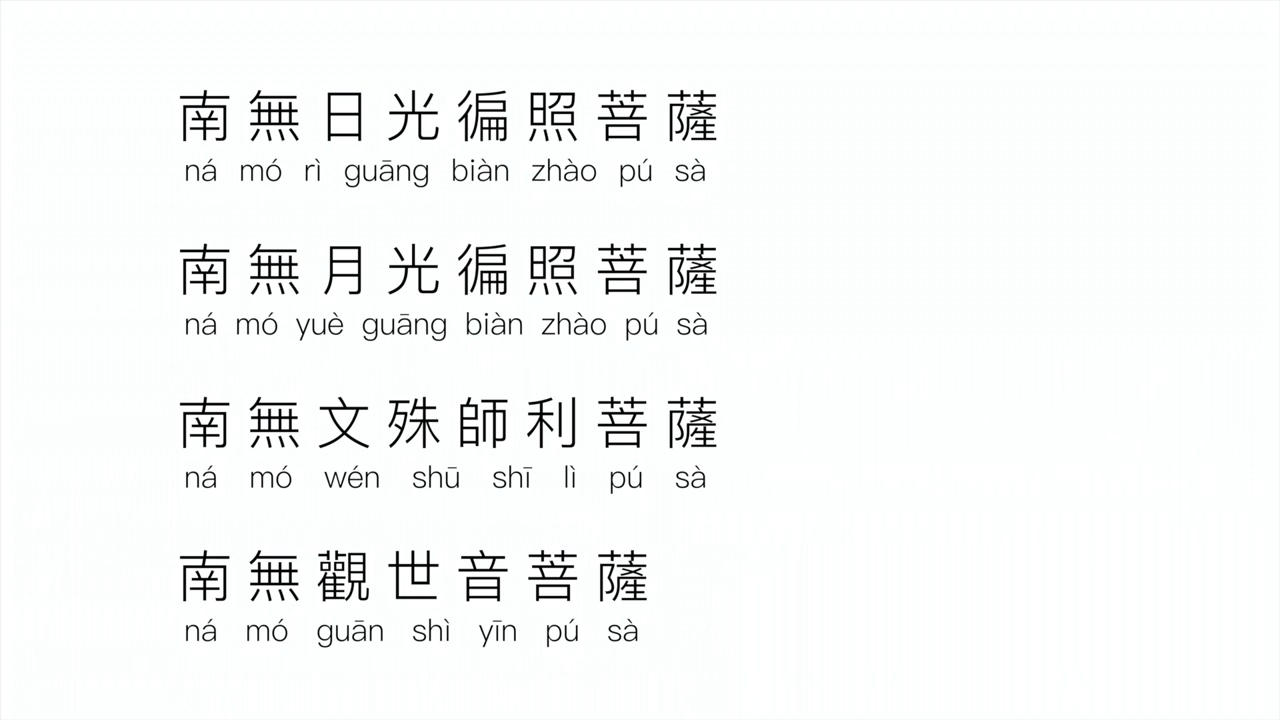 南無日光徧照菩薩
ná mó rì guāng biàn zhào pú sà
南無月光徧照菩薩
ná mó yuè guāng biàn zhào pú sà
南無文殊師利菩薩
ná mó wén shū shī lì pú sà
南無觀世音菩薩
ná mó guān shì yīn pú sà